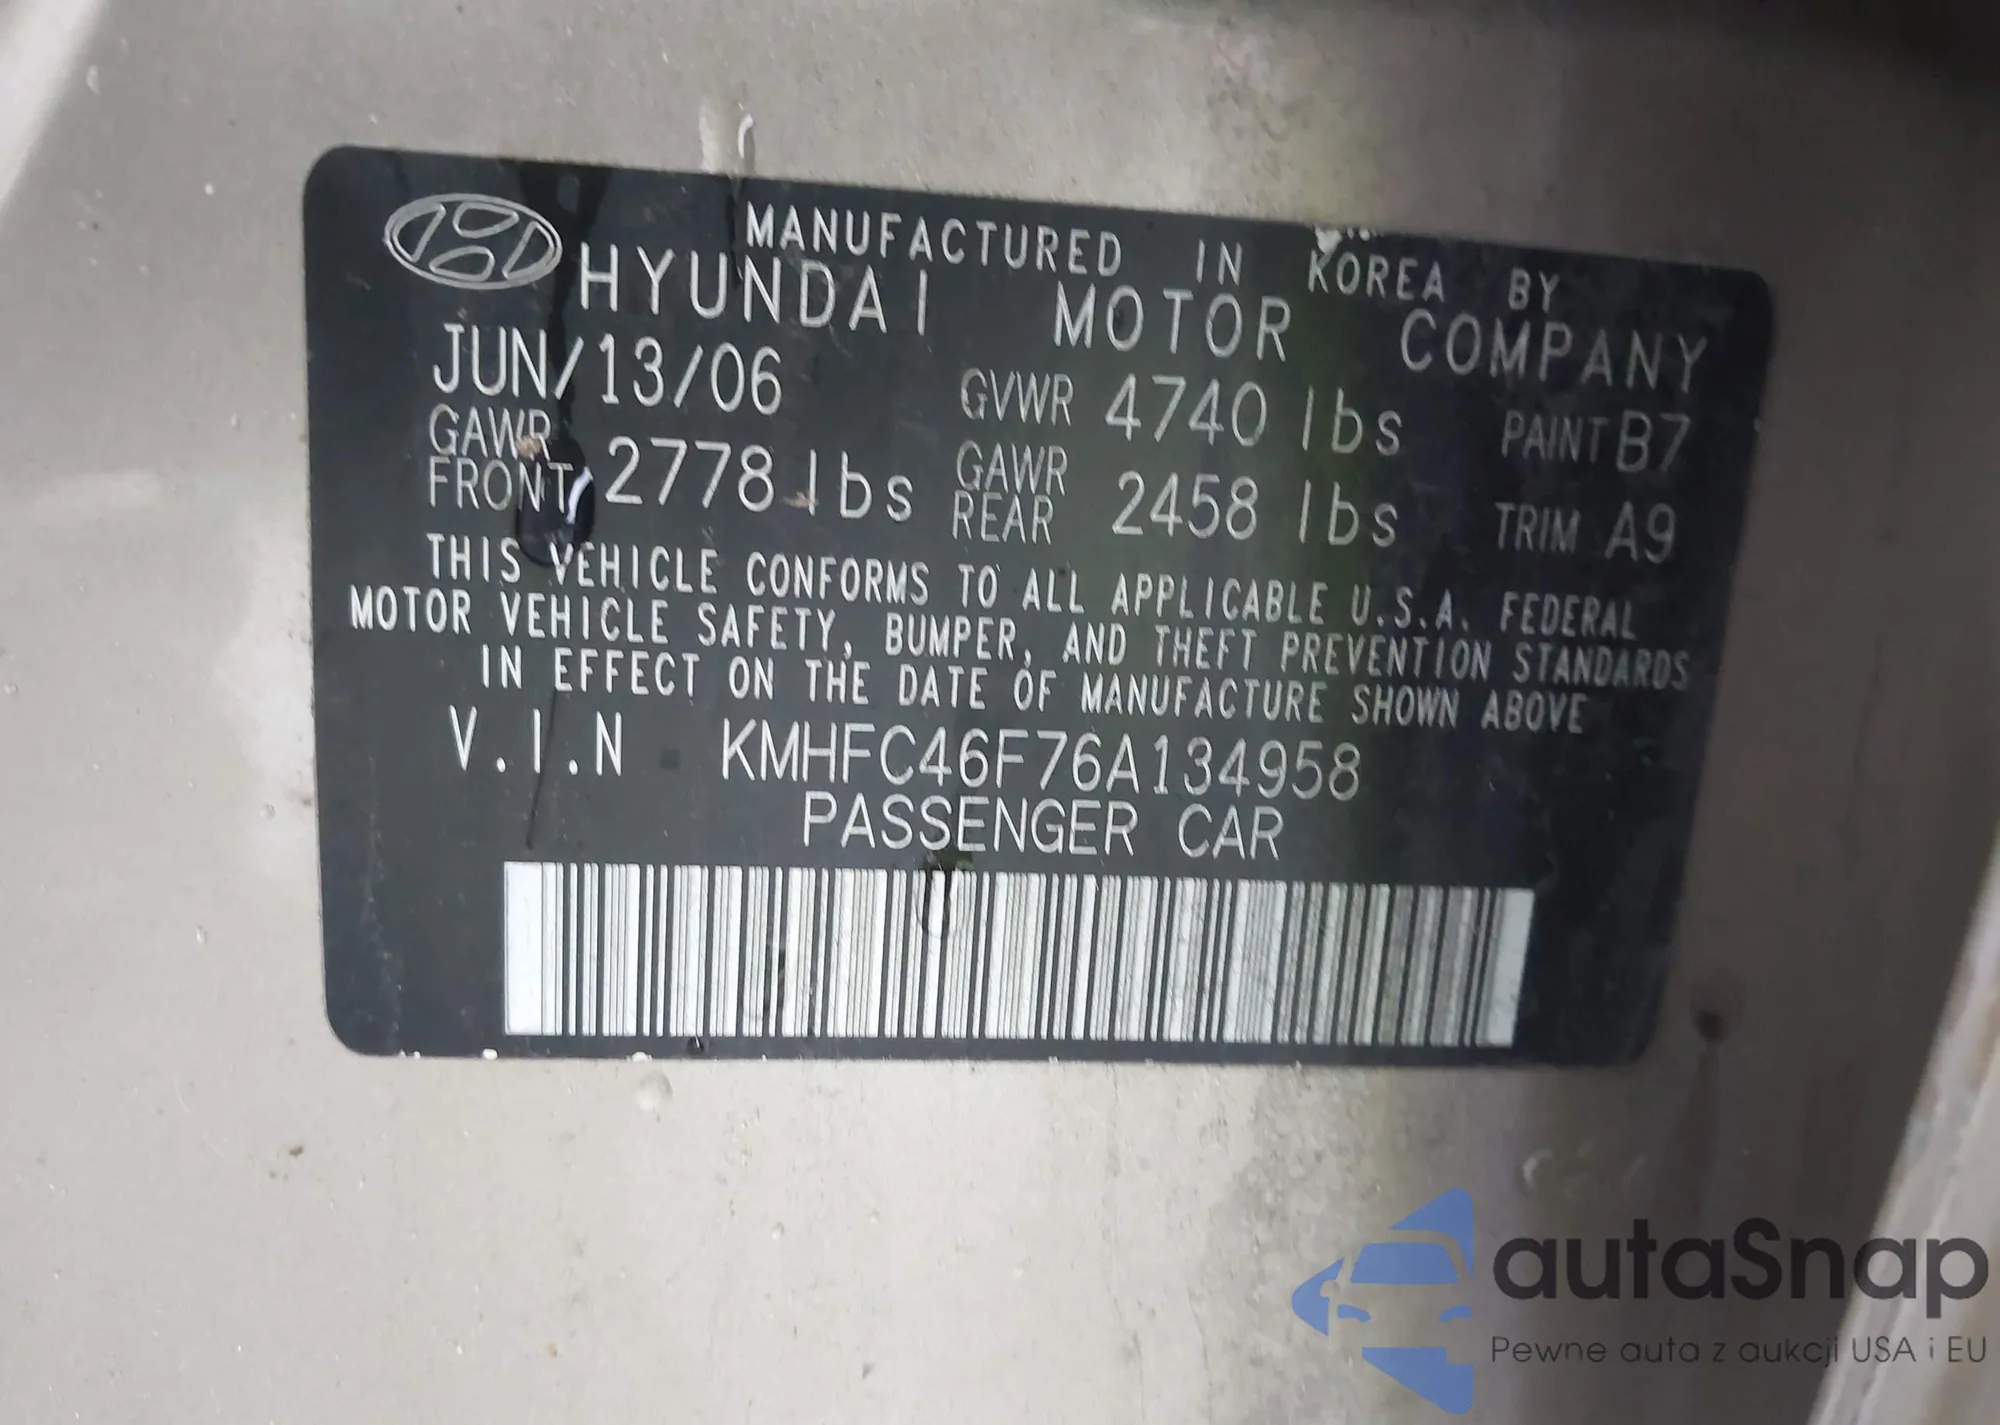 MANUFACTURED IN KOREA BY
HYUNDAI MOTOR COMPANY
JUN/13/06 GVWR 4740 lbs PAINT B7
GAWR FRONT 2778 lbs GAWR REAR 2458 lbs TRIM A9
THIS VEHICLE CONFORMS TO ALL APPLICABLE U.S.A. FEDERAL
MOTOR VEHICLE SAFETY, BUMPER, AND THEFT PREVENTION STANDARDS
IN EFFECT ON THE DATE OF MANUFACTURE SHOWN ABOVE
V.I.N KMHFC46F76A134958
PASSENGER CAR
autaSnap
Pewne auta z aukcji USA i EU